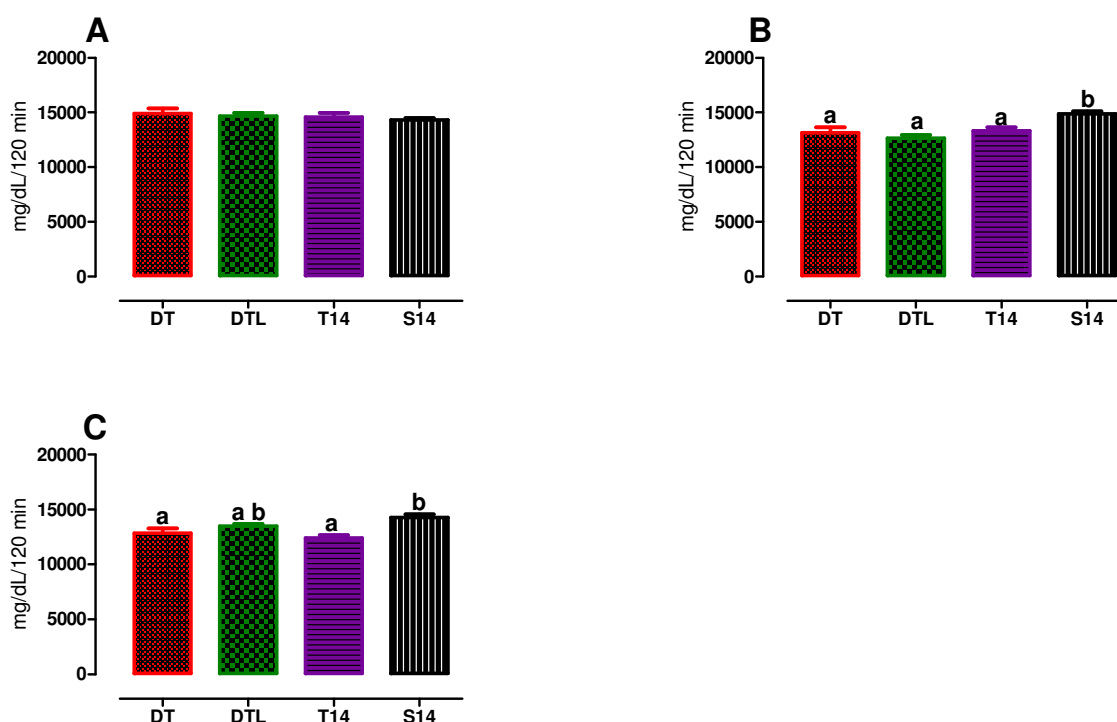 A
mg/dL/120 min
20000
15000
10000
5000
0
DT DTL T14 S14
B
mg/dL/120 min
20000
15000
10000
5000
0
a a a b
DT DTL T14 S14
C
mg/dL/120 min
20000
15000
10000
5000
0
a a b a b
DT DTL T14 S14